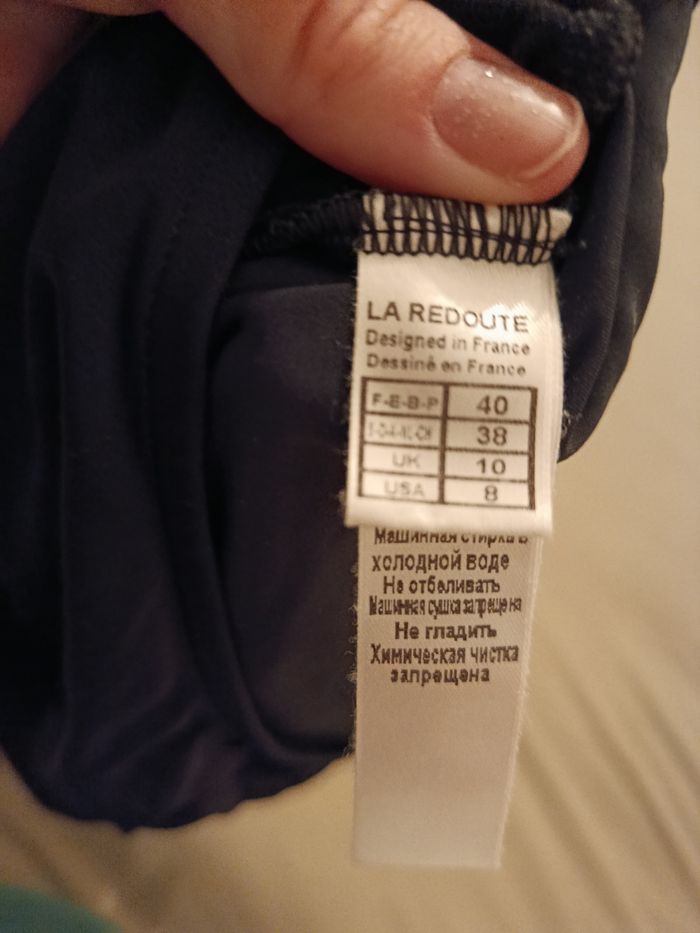 LA REDOUTE
Designed in France
Dessiné en France
F-E-B-P 40
38
UK 10
USA 8
Машинная стирка в
холодной воде
Не отбеливать
Машинная сушка запрещена
Не гладить
Химическая чистка
запрещена